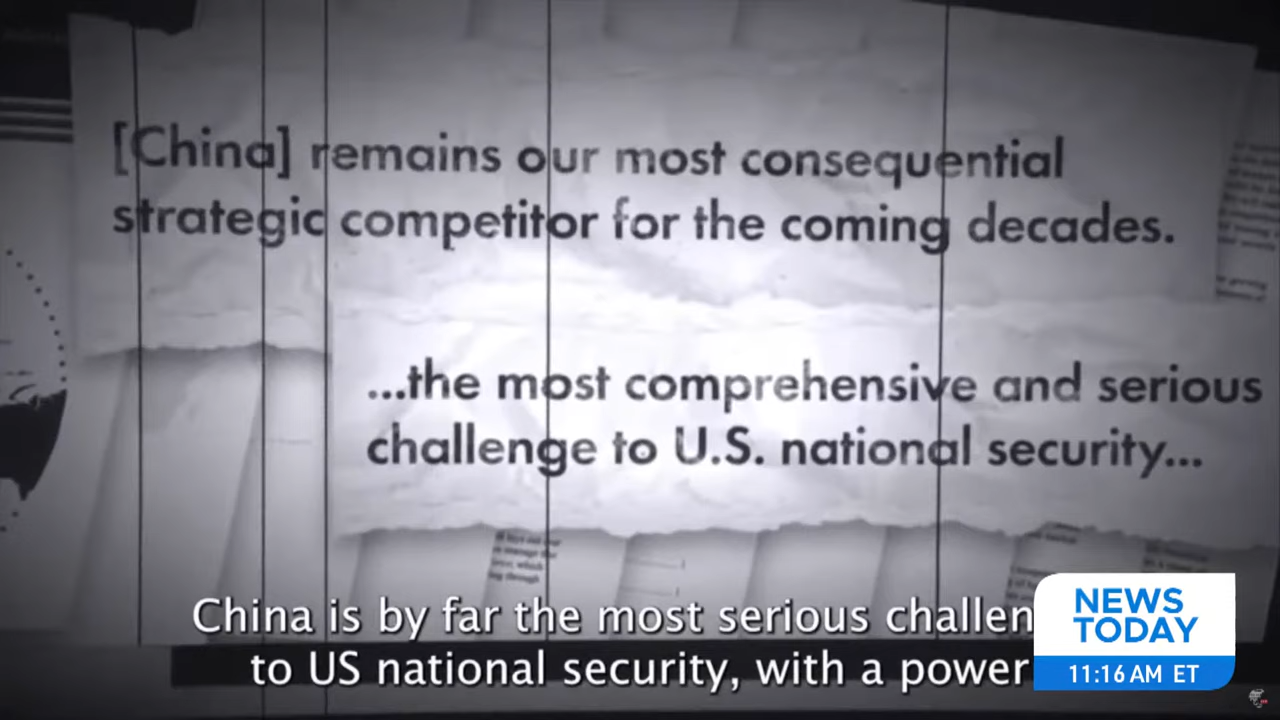 [China] remains our most consequential
strategic competitor for the coming decades.
...the most comprehensive and serious
challenge to U.S. national security...
China is by far the most serious challen
to US national security, with a power
NEWS
TODAY
11:16 AM ET